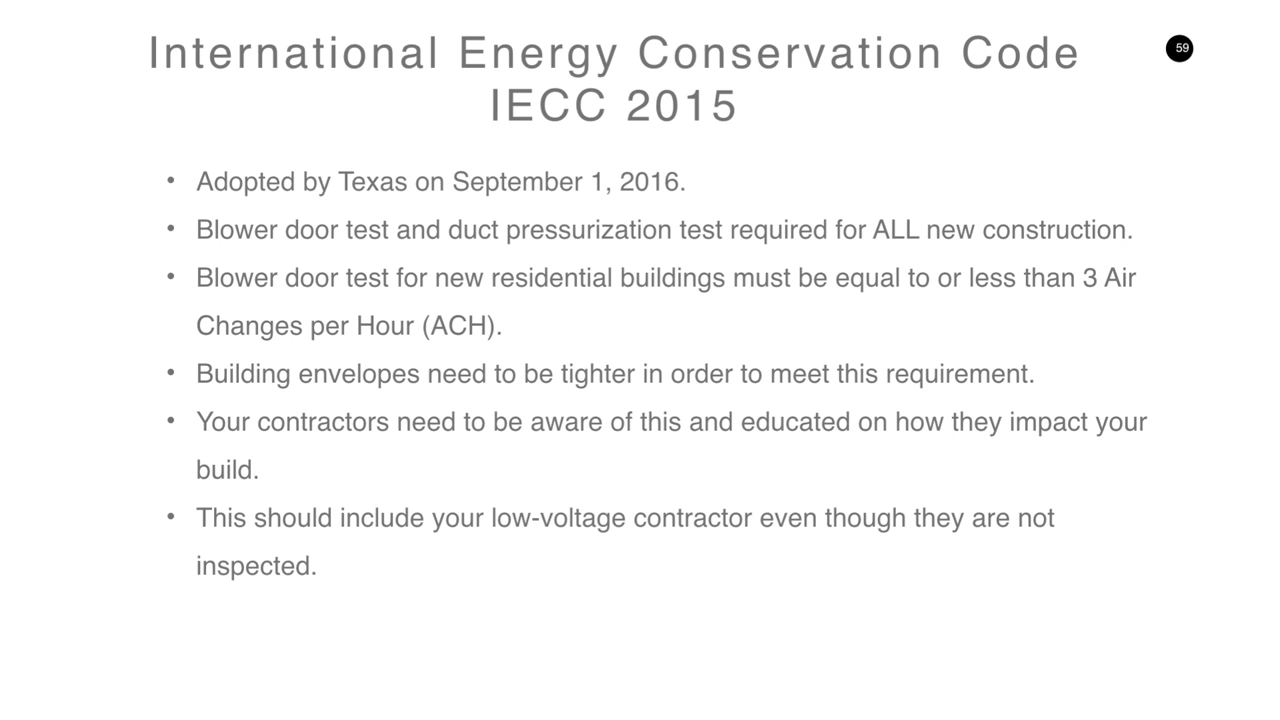 International Energy Conservation Code
IECC 2015
59
• Adopted by Texas on September 1, 2016.
• Blower door test and duct pressurization test required for ALL new construction.
• Blower door test for new residential buildings must be equal to or less than 3 Air
Changes per Hour (ACH).
• Building envelopes need to be tighter in order to meet this requirement.
• Your contractors need to be aware of this and educated on how they impact your
build.
• This should include your low-voltage contractor even though they are not
inspected.